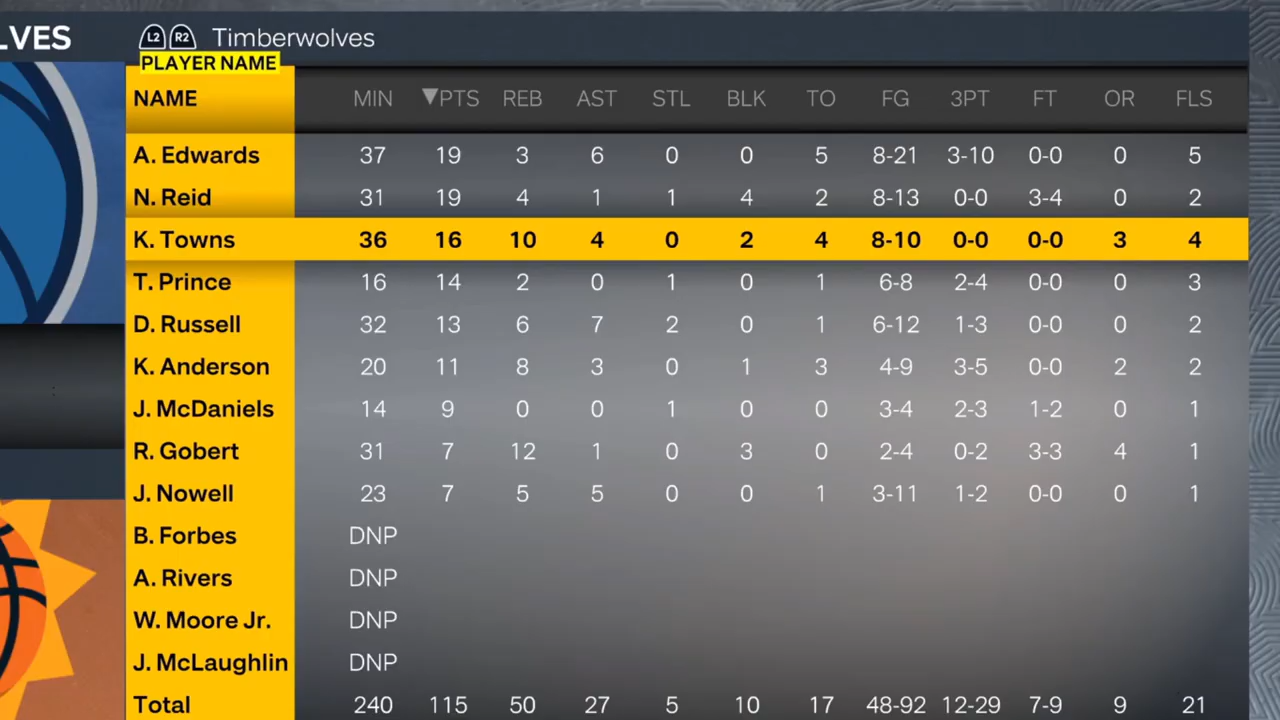 LVES
L2 R2 Timberwolves
PLAYER NAME
NAME MIN ▼PTS REB AST STL BLK TO FG 3PT FT OR FLS
A. Edwards 37 19 3 6 0 0 5 8-21 3-10 0-0 0 5
N. Reid 31 19 4 1 1 4 2 8-13 0-0 3-4 0 2
K. Towns 36 16 10 4 0 2 4 8-10 0-0 0-0 3 4
T. Prince 16 14 2 0 1 0 1 6-8 2-4 0-0 0 3
D. Russell 32 13 6 7 2 0 1 6-12 1-3 0-0 0 2
K. Anderson 20 11 8 3 0 1 3 4-9 3-5 0-0 2 2
J. McDaniels 14 9 0 0 1 0 0 3-4 2-3 1-2 0 1
R. Gobert 31 7 12 1 0 3 0 2-4 0-2 3-3 4 1
J. Nowell 23 7 5 5 0 0 1 3-11 1-2 0-0 0 1
B. Forbes DNP
A. Rivers DNP
W. Moore Jr. DNP
J. McLaughlin DNP
Total 240 115 50 27 5 10 17 48-92 12-29 7-9 9 21